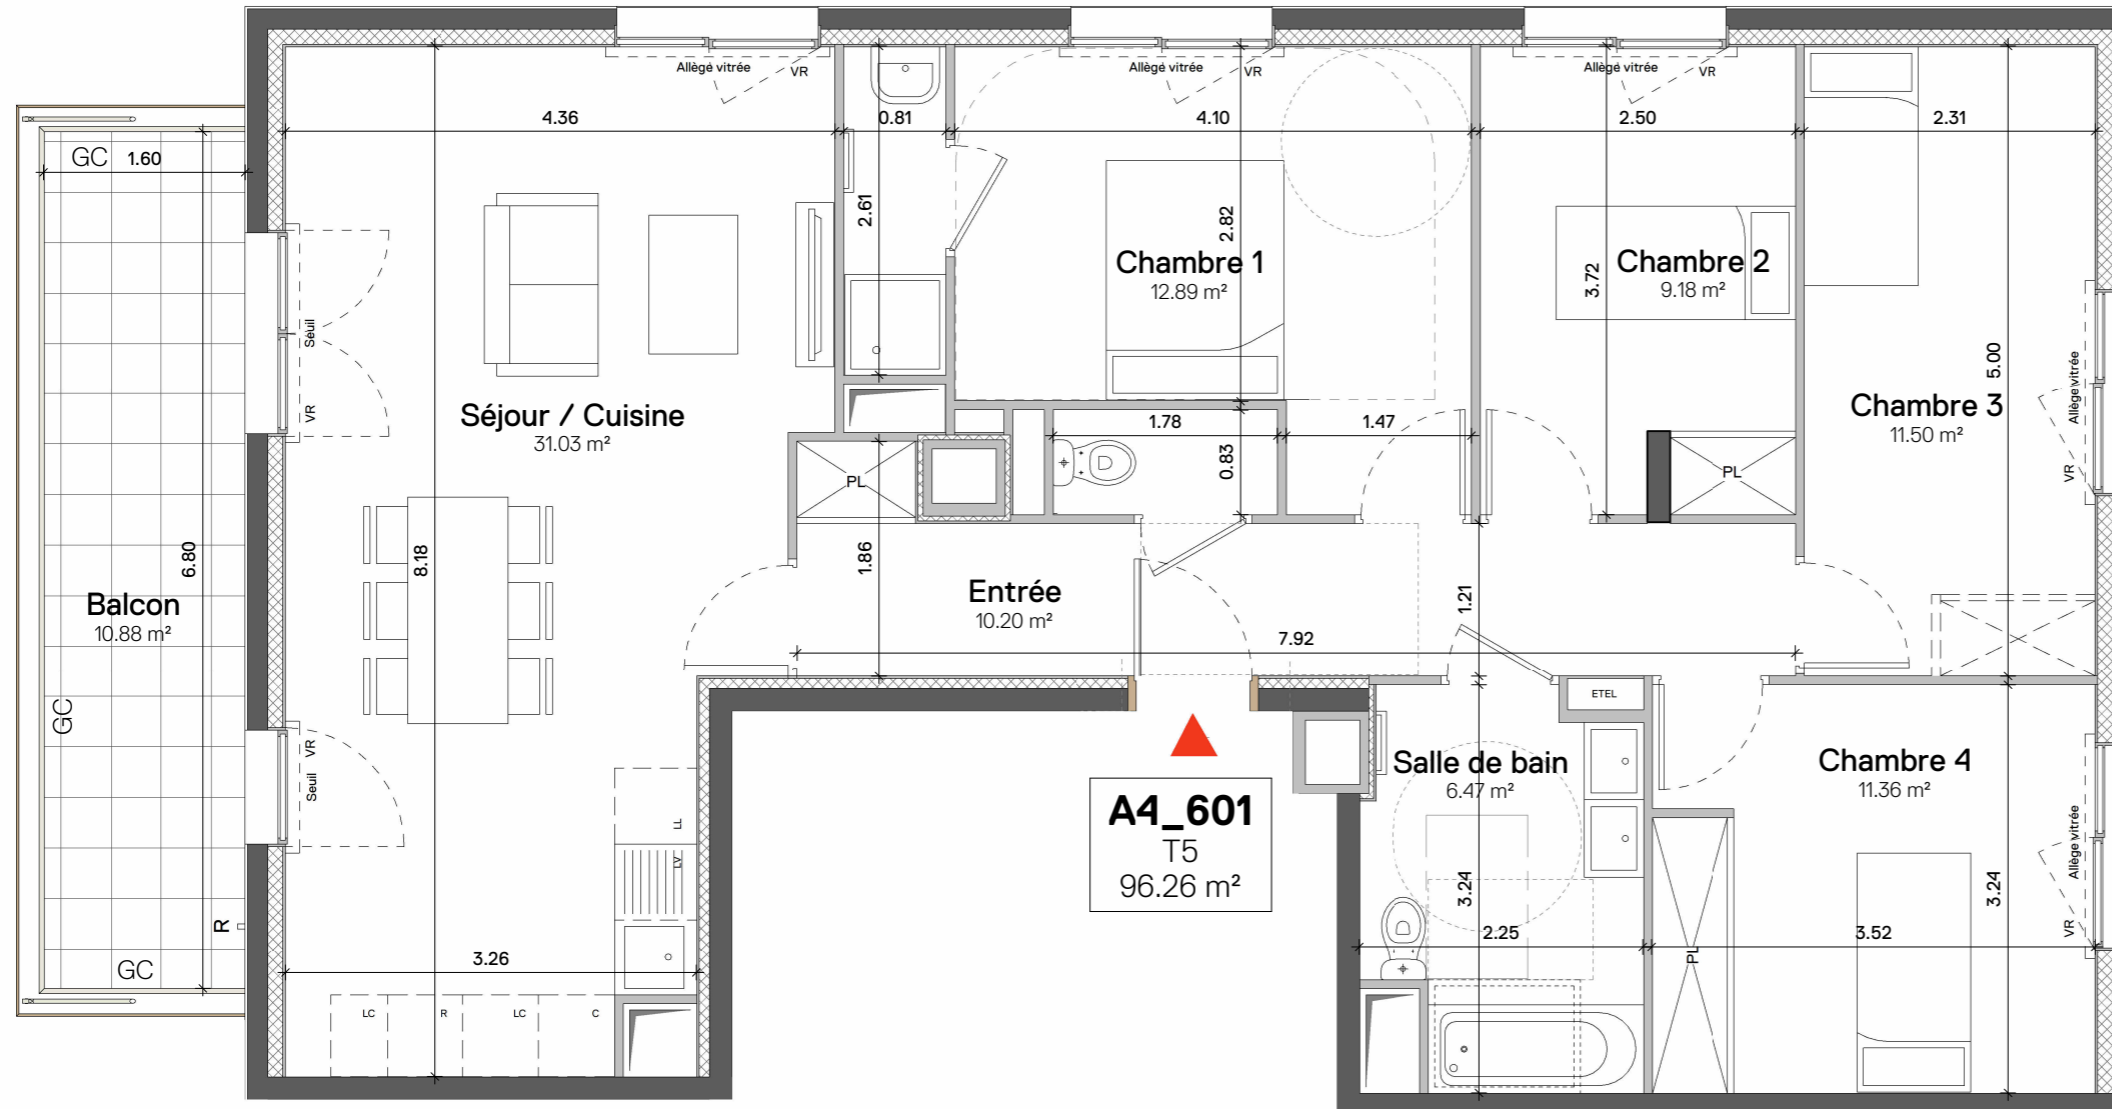 Allège vitrée
VR
Allège vitrée
VR
Allège vitrée
VR
4.36
0.81
4.10
2.50
2.31
GC
1.60
2.61
2.82
3.72
5.00
Chambre 1
12.89 m²
Chambre 2
9.18 m²
Seuil
VR
Allège vitrée
VR
Séjour / Cuisine
31.03 m²
Chambre 3
11.50 m²
1.78
1.47
0.83
PL
PL
8.18
6.80
1.86
Balcon
10.88 m²
Entrée
10.20 m²
1.21
7.92
GC
VR
Seuil
ETEL
Salle de bain
6.47 m²
Chambre 4
11.36 m²
A4_601
T5
96.26 m²
LL
LV
Allège vitrée
VR
3.24
3.24
R
2.25
3.52
PL
GC
3.26
LC
R
LC
C